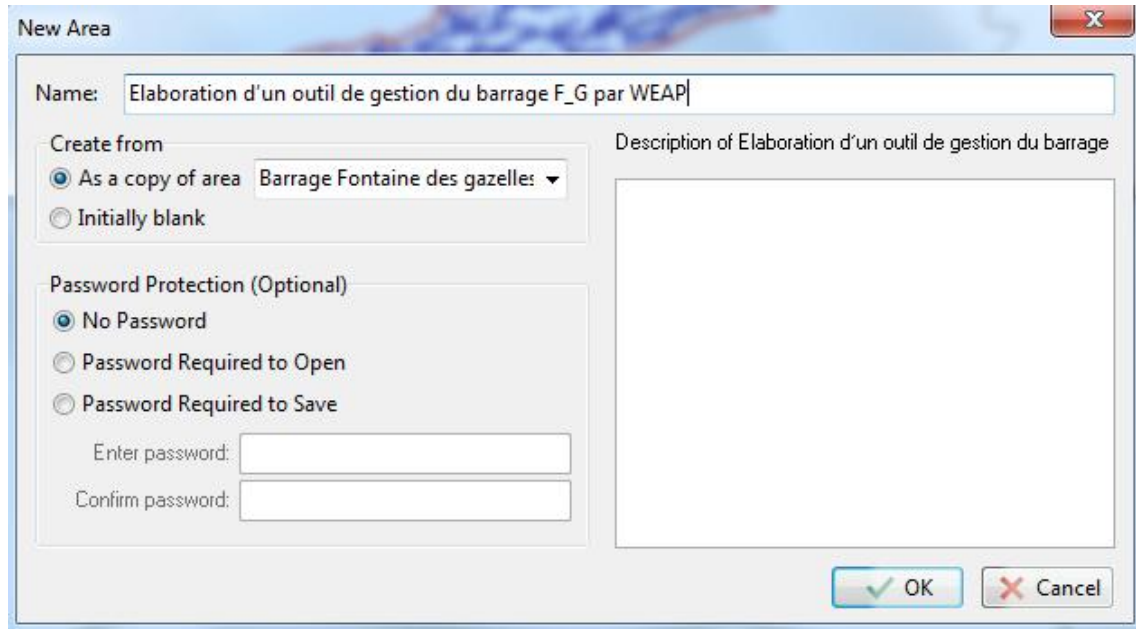 New Area
Name: Elaboration d'un outil de gestion du barrage F_G par WEAP
Create from
As a copy of area Barrage Fontaine des gazelles
Initially blank
Password Protection (Optional)
No Password
Password Required to Open
Password Required to Save
Enter password:
Confirm password:
Description of Elaboration d'un outil de gestion du barrage
OK Cancel